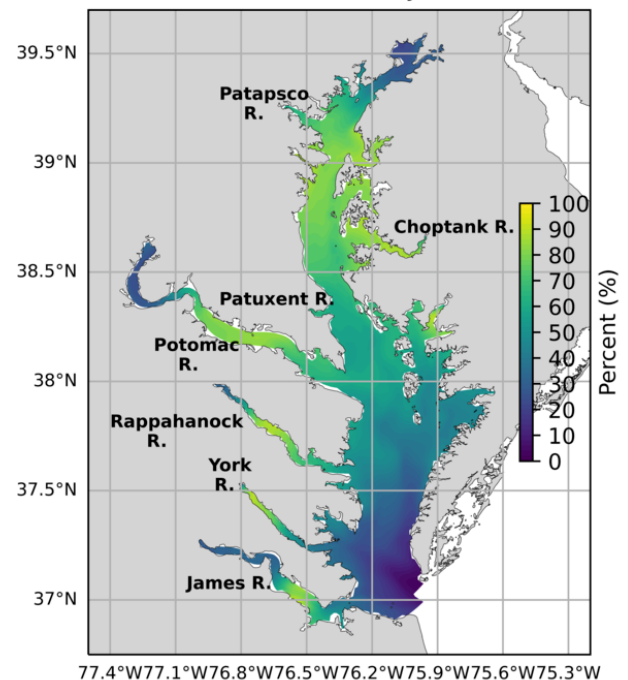 39.5°N
Patapsco
R.
39°N
Choptank R.
38.5°N
Patuxent R.
Potomac
R.
38°N
Rappahanock
R.
York
R.
37.5°N
James R.
37°N
77.4°W77.1°W76.8°W76.5°W76.2°W75.9°W75.6°W75.3°W
100
90
80
70
60
50
40
30
20
10
0
Percent (%)